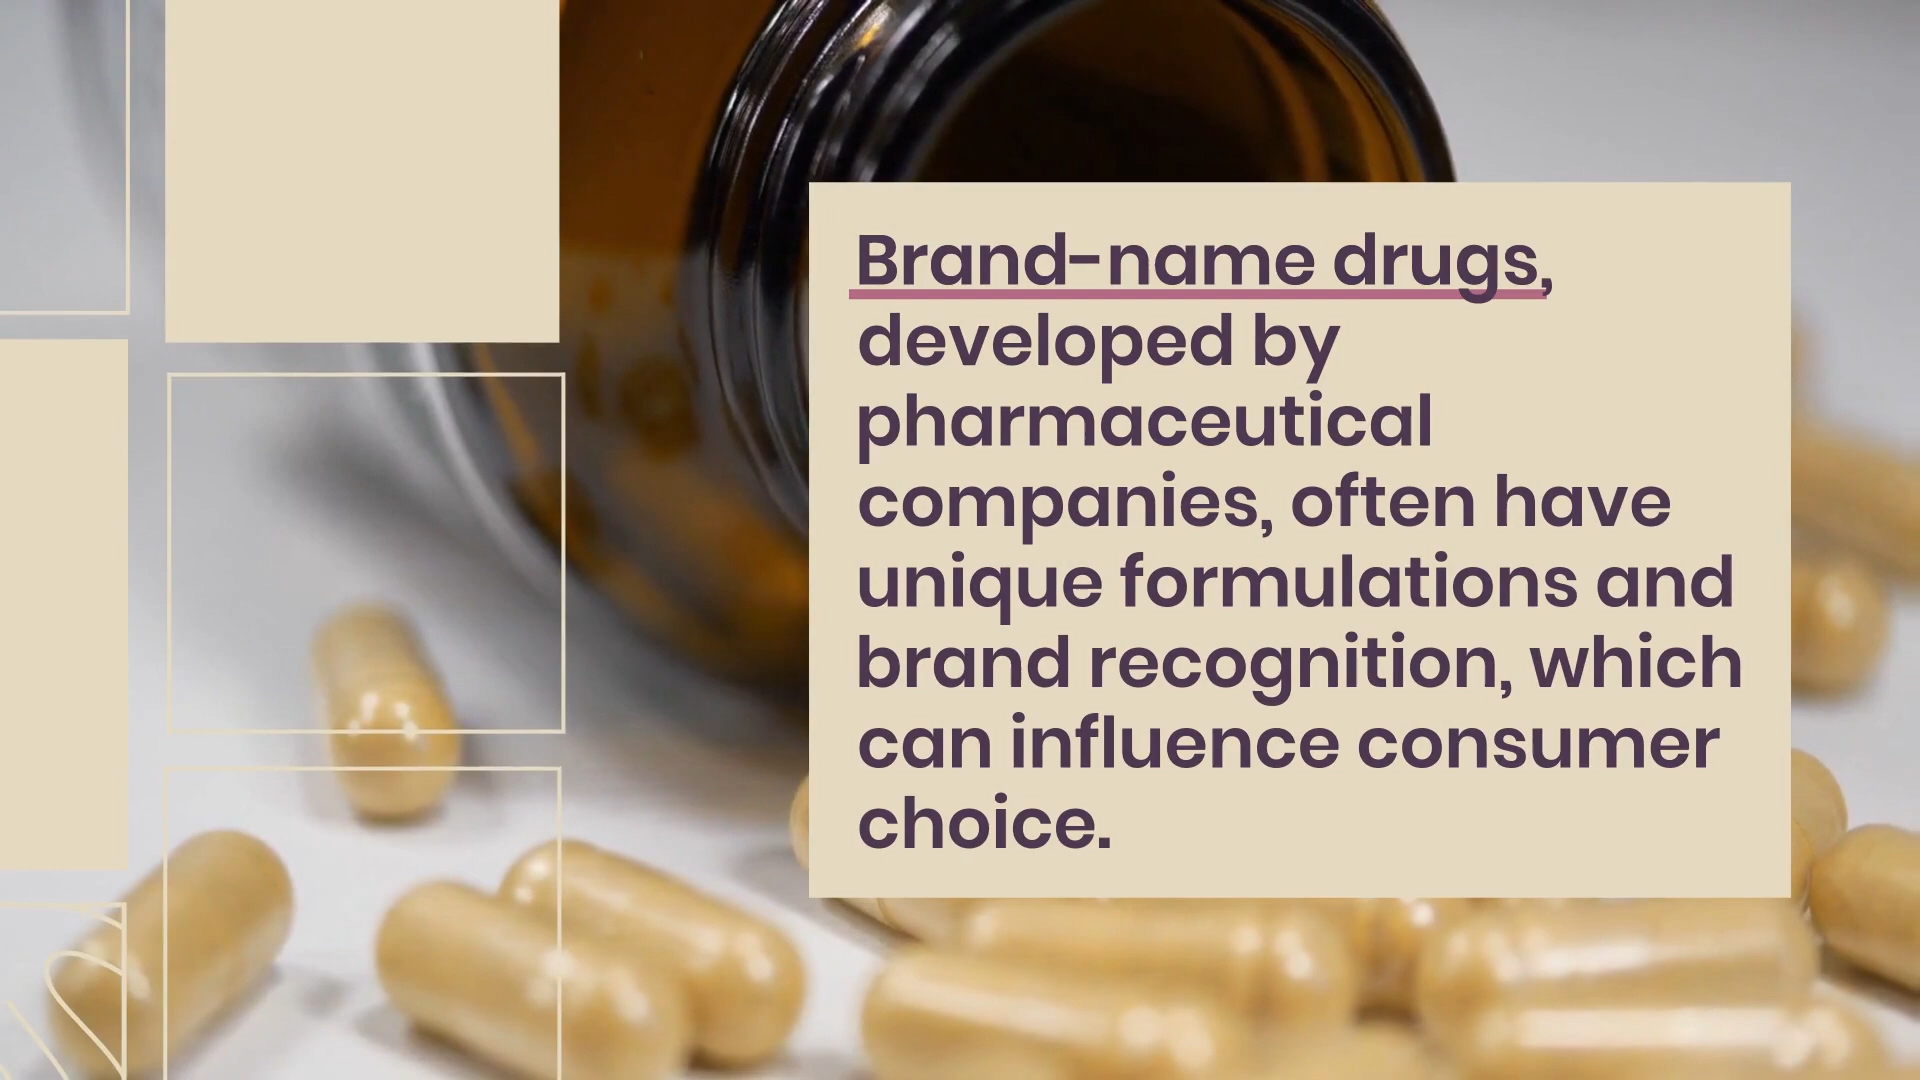 Brand-name drugs,
developed by
pharmaceutical
companies, often have
unique formulations and
brand recognition, which
can influence consumer
choice.